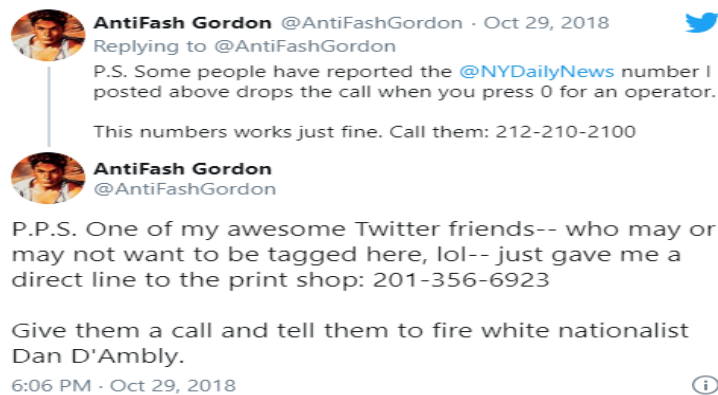 AntiFash Gordon @AntiFashGordon · Oct 29, 2018
Replying to @AntiFashGordon
P.S. Some people have reported the @NYDailyNews number I
posted above drops the call when you press 0 for an operator.
This numbers works just fine. Call them: 212-210-2100
AntiFash Gordon
@AntiFashGordon
P.P.S. One of my awesome Twitter friends-- who may or
may not want to be tagged here, lol-- just gave me a
direct line to the print shop: 201-356-6923
Give them a call and tell them to fire white nationalist
Dan D'Ambly.
6:06 PM · Oct 29, 2018